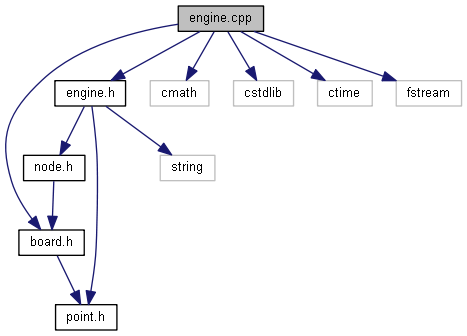 engine.cpp
engine.h
cmath
cstdlib
ctime
fstream
node.h
string
board.h
point.h